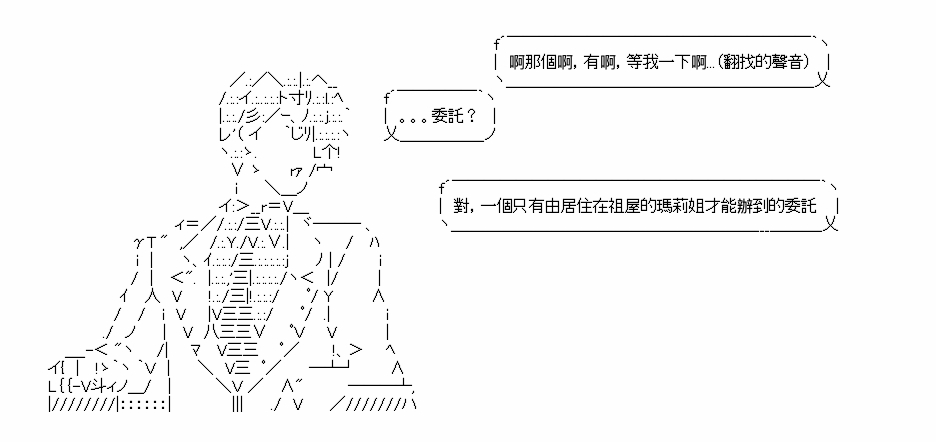 啊那個啊，有啊，等我一下啊...（翻找的聲音）
。。。委託？
對，一個只有由居住在祖屋的瑪莉姐才能辦到的委託